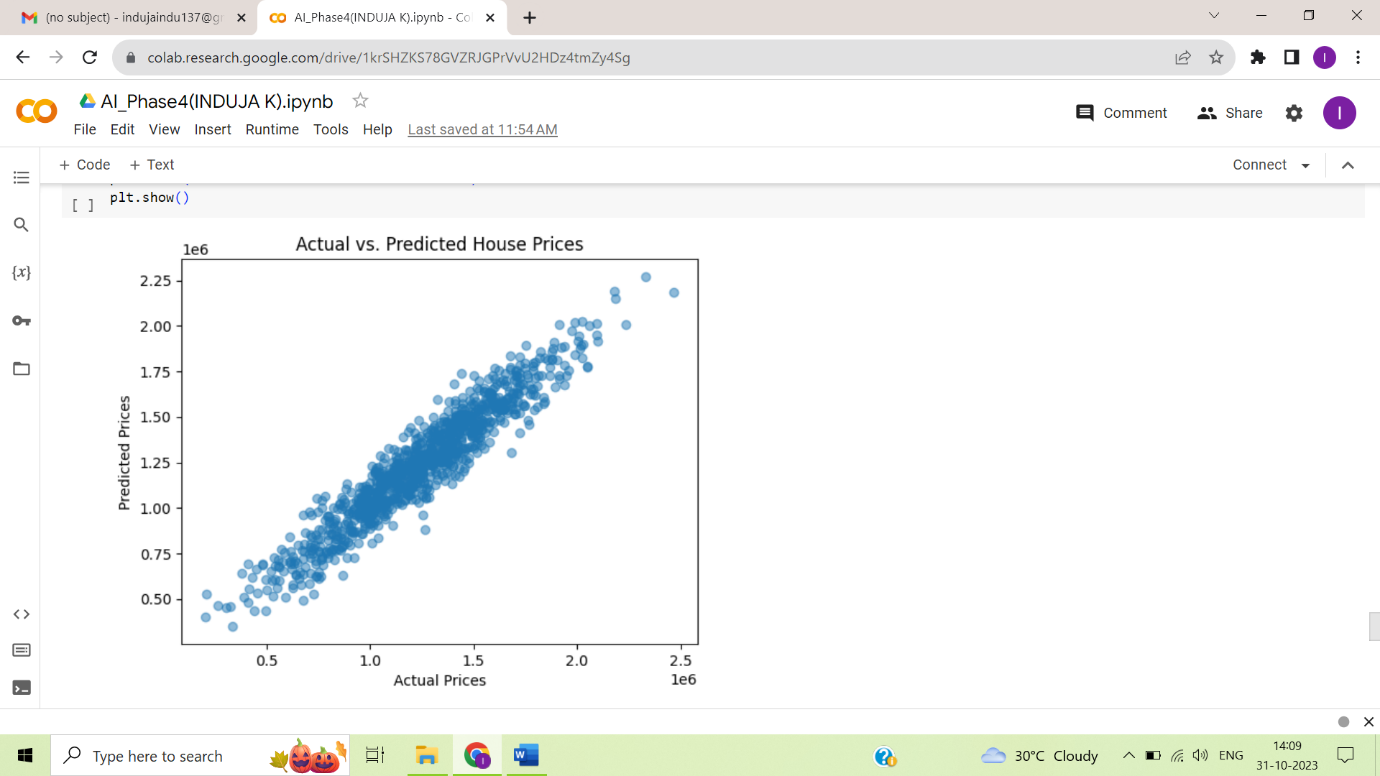 (no subject) - indujaindu137@gr
AI_Phase4(INDUJA K).ipynb - Col
colab.research.google.com/drive/1krSHZKS78GVZRJGPrVvU2HDz4tmZy4Sg
I
CO
AI_Phase4(INDUJA K).ipynb
Comment
Share
I
File Edit View Insert Runtime Tools Help Last saved at 11:54 AM
+ Code + Text
Connect
{x}
[ ]
plt.show()
1e6
Actual vs. Predicted House Prices
2.25
2.00
1.75
1.50
1.25
1.00
0.75
0.50
Predicted Prices
0.5 1.0 1.5 2.0 2.5
Actual Prices
1e6
Type here to search
30°C Cloudy
ENG
14:09
31-10-2023